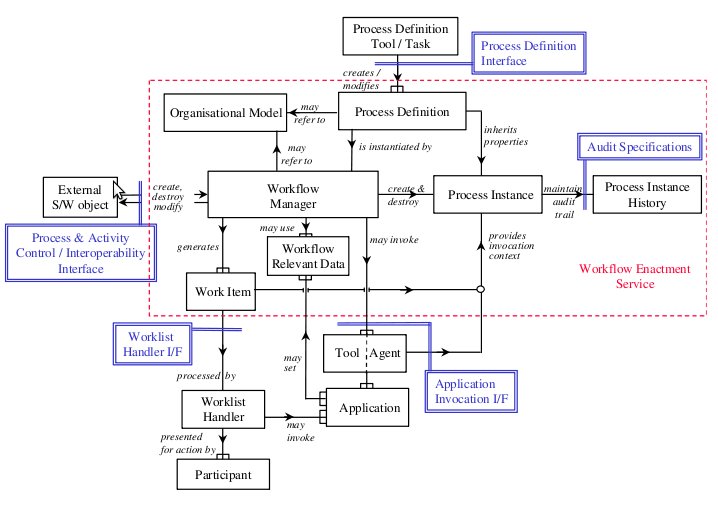 Process Definition
Tool / Task
Process Definition
Interface
creates /
modifies
Organisational Model
may
refer to
Process Definition
may
refer to
is instantiated by
inherits
properties
Audit Specifications
External
S/W object
create,
destroy
modify
Workflow
Manager
create &
destroy
Process Instance
maintain
audit
trail
Process Instance
History
Process & Activity
Control / Interoperability
Interface
generates
may use
Workflow
Relevant Data
may invoke
provides
invocation
context
Workflow Enactment
Service
Work Item
Worklist
Handler I/F
may
set
Tool Agent
Application
Invocation I/F
processed by
Worklist
Handler
may
invoke
Application
presented
for action by
Participant